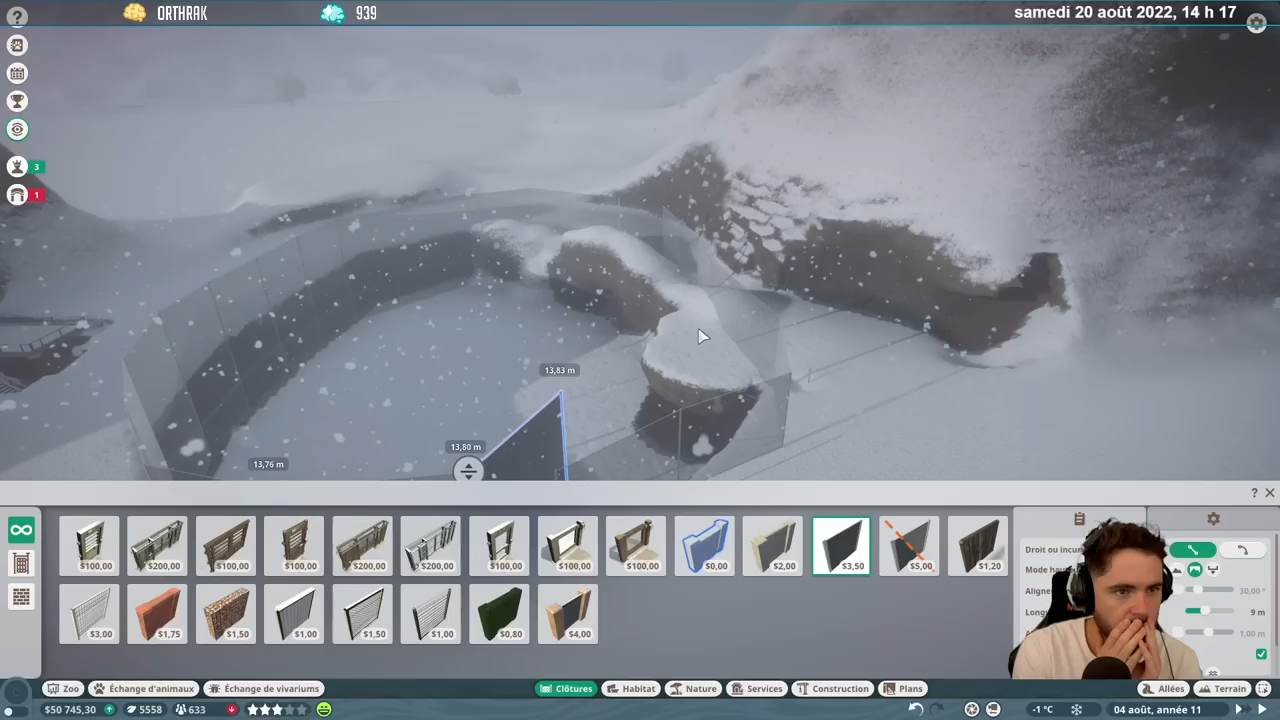 ORTHRAK
939
samedi 20 août 2022, 14 h 17
3
1
13,83 m
13,80 m
13,76 m
$100,00
$200,00
$100,00
$100,00
$200,00
$200,00
$100,00
$100,00
$100,00
$0,00
$2,00
$3,50
$5,00
$1,20
$3,00
$1,75
$1,50
$1,00
$1,50
$1,00
$0,80
$4,00
Droit ou incur
Mode haut
Aligne
30,00 °
Long
9 m
1,00 m
Zoo
Échange d'animaux
Échange de vivariums
Clôtures
Habitat
Nature
Services
Construction
Plans
Allées
Terrain
$50 745,30
5558
633
-1 °C
04 août, année 11